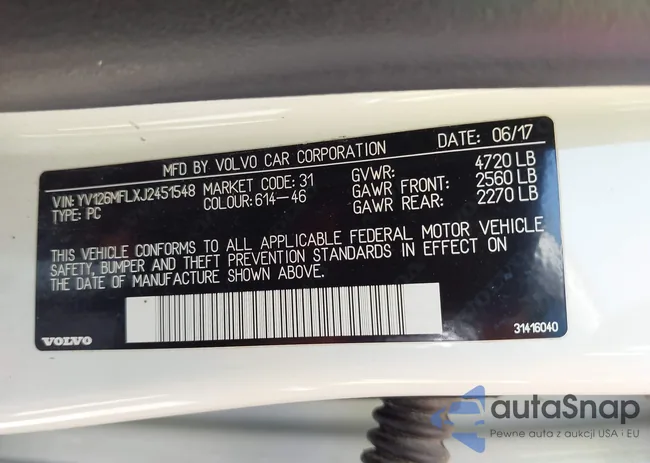 MFD BY VOLVO CAR CORPORATION DATE: 06/17
VIN: YV126MFLXJ2451548 MARKET CODE: 31 GVWR: 4720 LB
TYPE: PC COLOUR: 614-46 GAWR FRONT: 2560 LB
GAWR REAR: 2270 LB
THIS VEHICLE CONFORMS TO ALL APPLICABLE FEDERAL MOTOR VEHICLE
SAFETY, BUMPER AND THEFT PREVENTION STANDARDS IN EFFECT ON
THE DATE OF MANUFACTURE SHOWN ABOVE.
VOLVO 31416040
autaSnap
Pewne auta z aukcji USA i EU